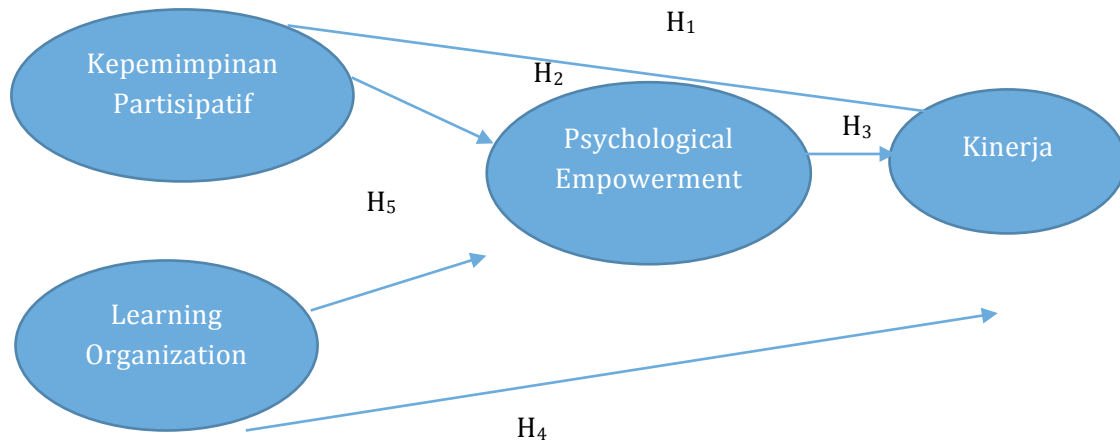 H₁
Kepemimpinan
Partisipatif
H₂
Psychological
Empowerment
H₃
Kinerja
H₅
Learning
Organization
H₄